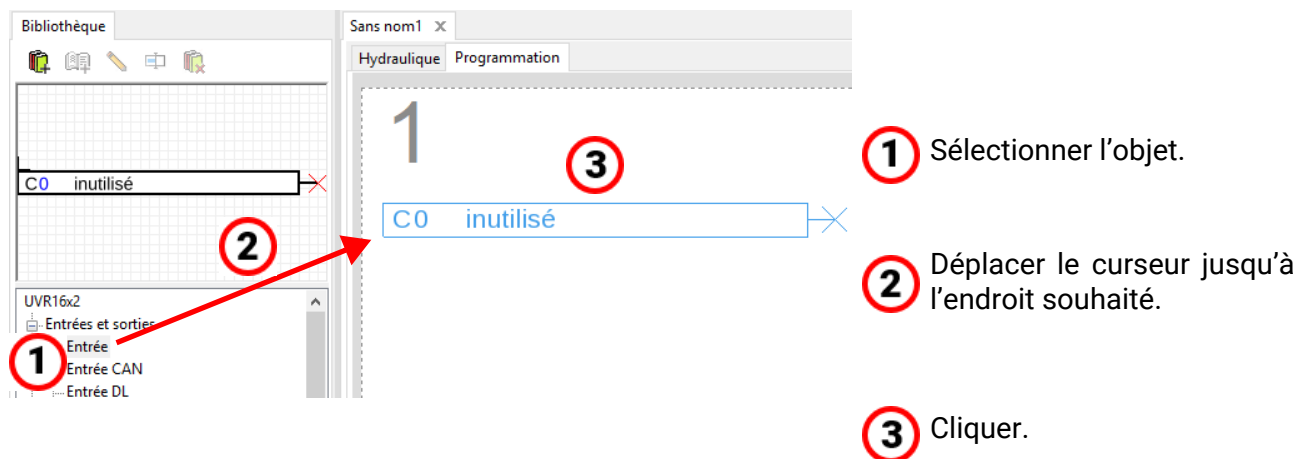 Bibliothèque
Sans nom1 X
Hydraulique Programmation
1
C0 inutilisé
2
UVR16x2
Entrées et sorties
1 Entrée
Entrée CAN
Entrée DL
3
C0 inutilisé
1 Sélectionner l’objet.
2 Déplacer le curseur jusqu’à
l’endroit souhaité.
3 Cliquer.